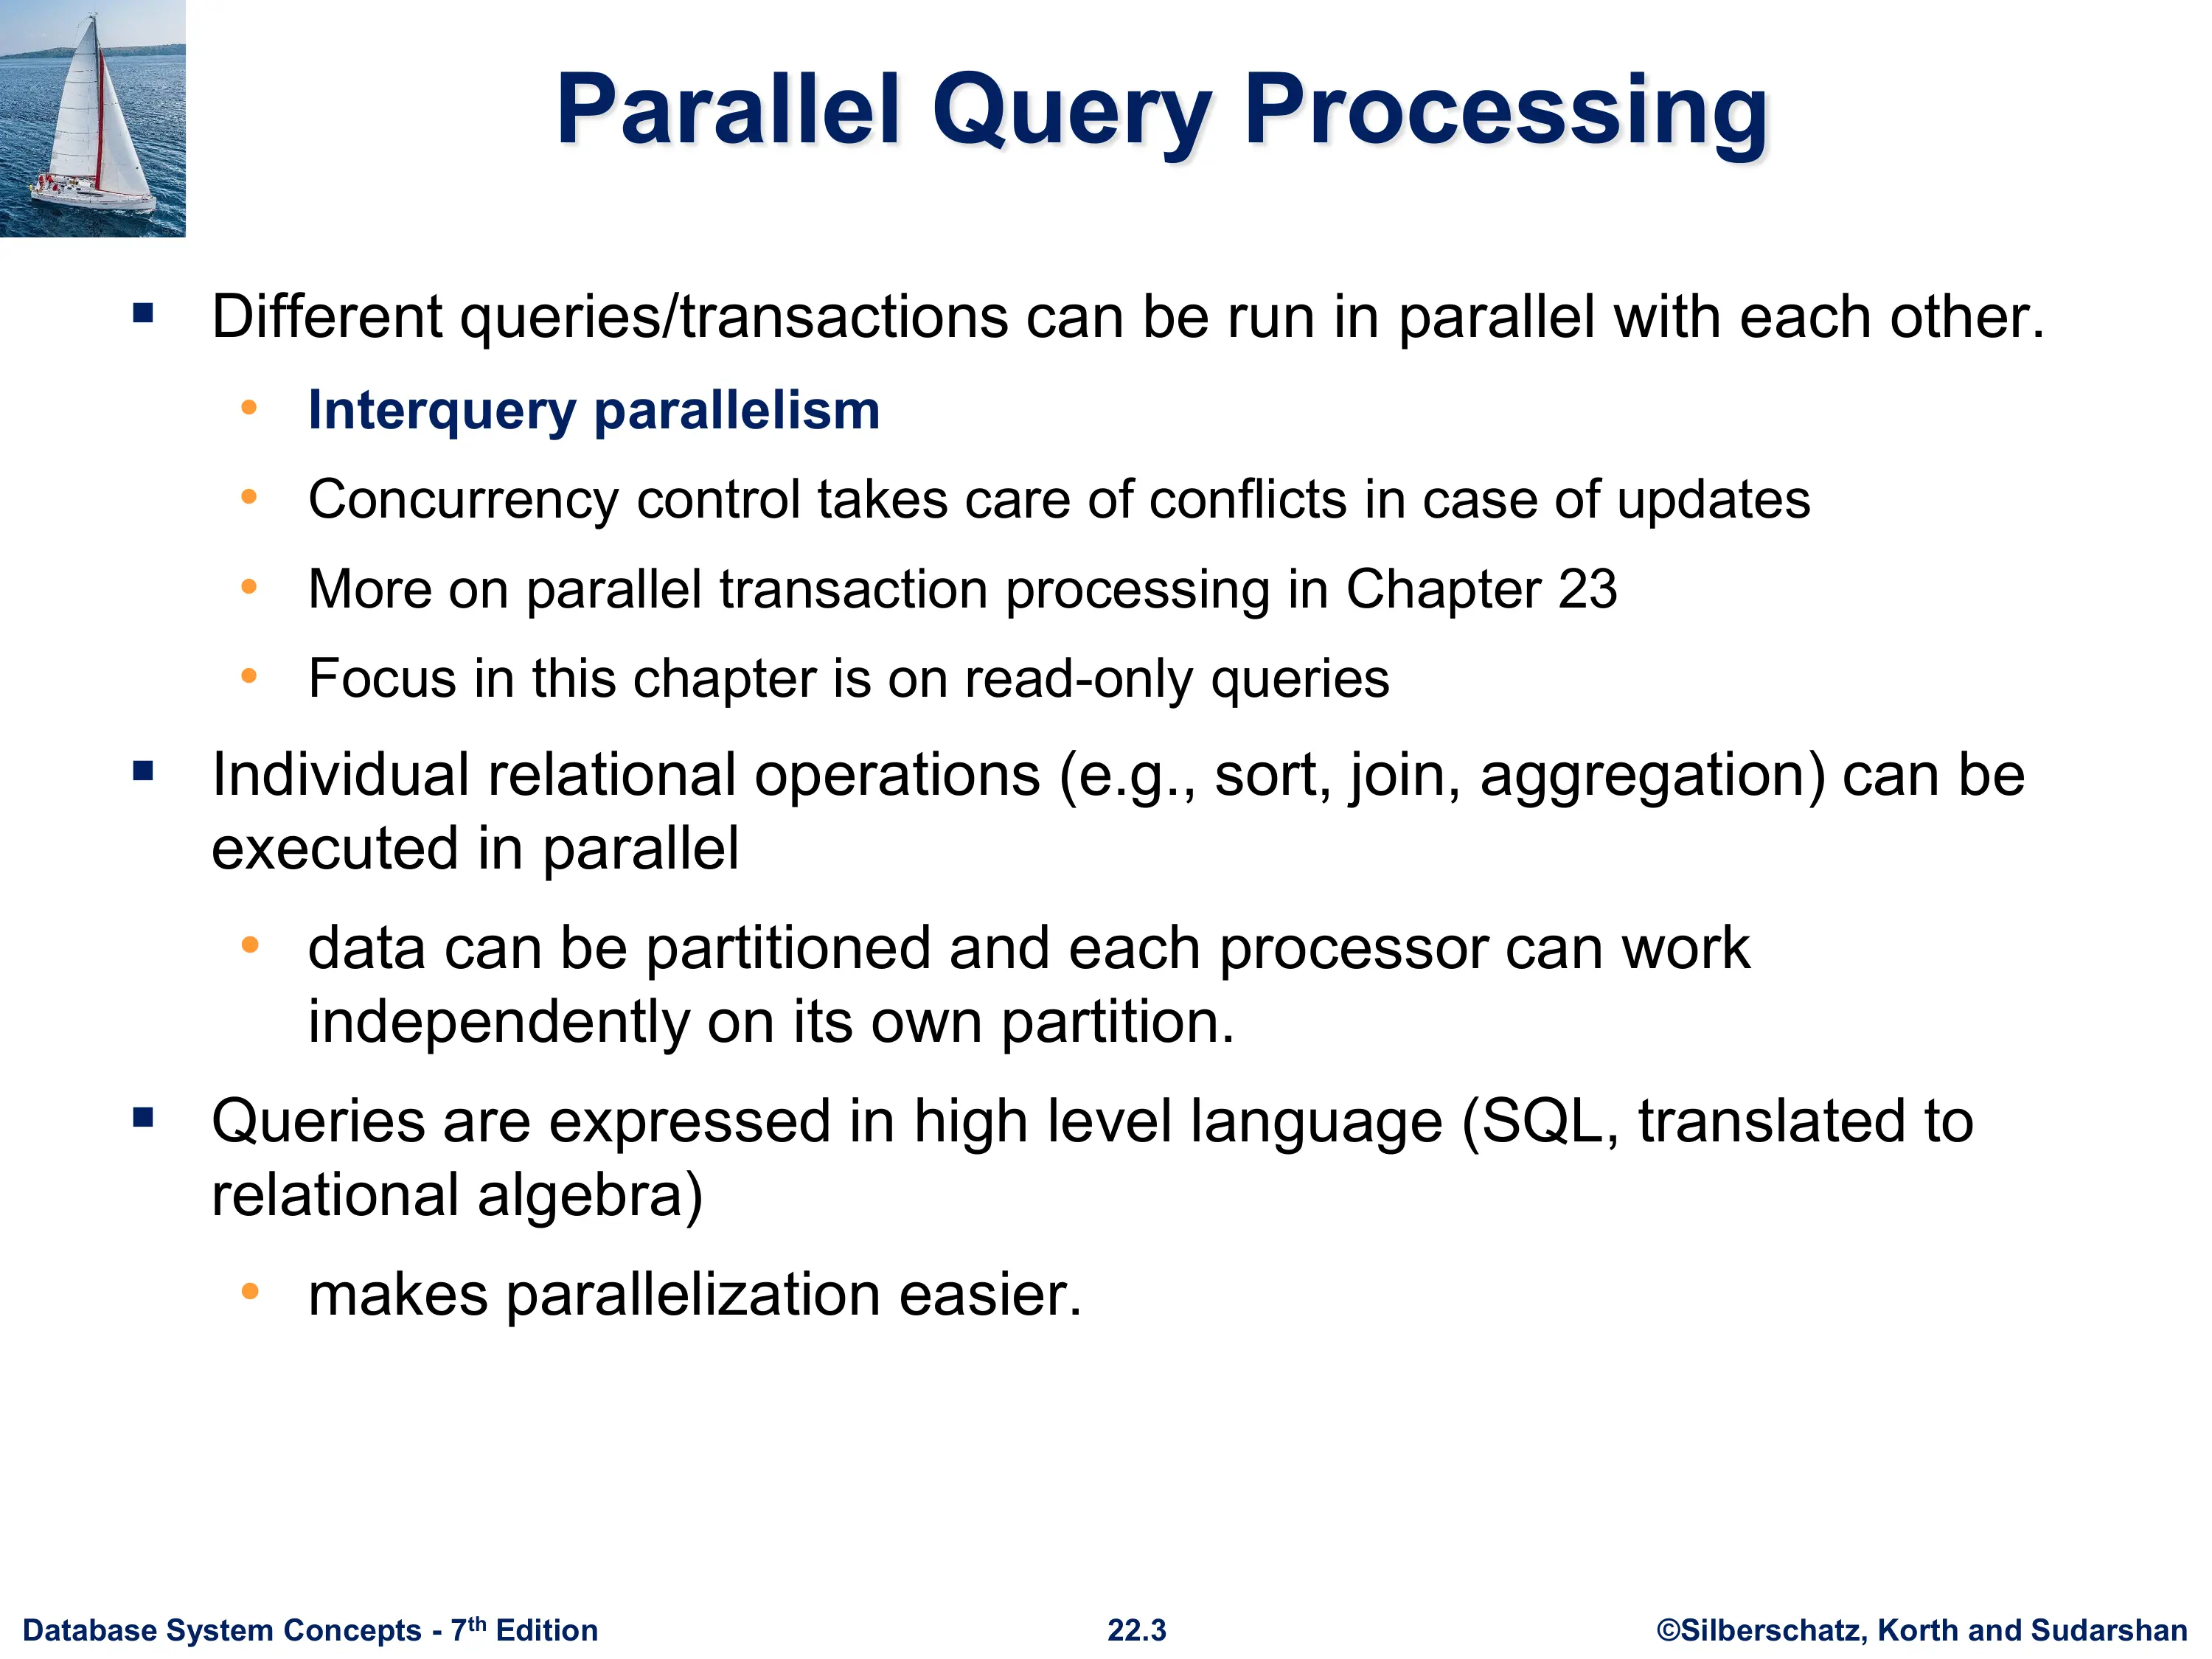 Parallel Query Processing
▪ Different queries/transactions can be run in parallel with each other.
• Interquery parallelism
• Concurrency control takes care of conflicts in case of updates
• More on parallel transaction processing in Chapter 23
• Focus in this chapter is on read-only queries
▪ Individual relational operations (e.g., sort, join, aggregation) can be
executed in parallel
• data can be partitioned and each processor can work
independently on its own partition.
▪ Queries are expressed in high level language (SQL, translated to
relational algebra)
• makes parallelization easier.
Database System Concepts - 7th Edition
22.3
©Silberschatz, Korth and Sudarshan